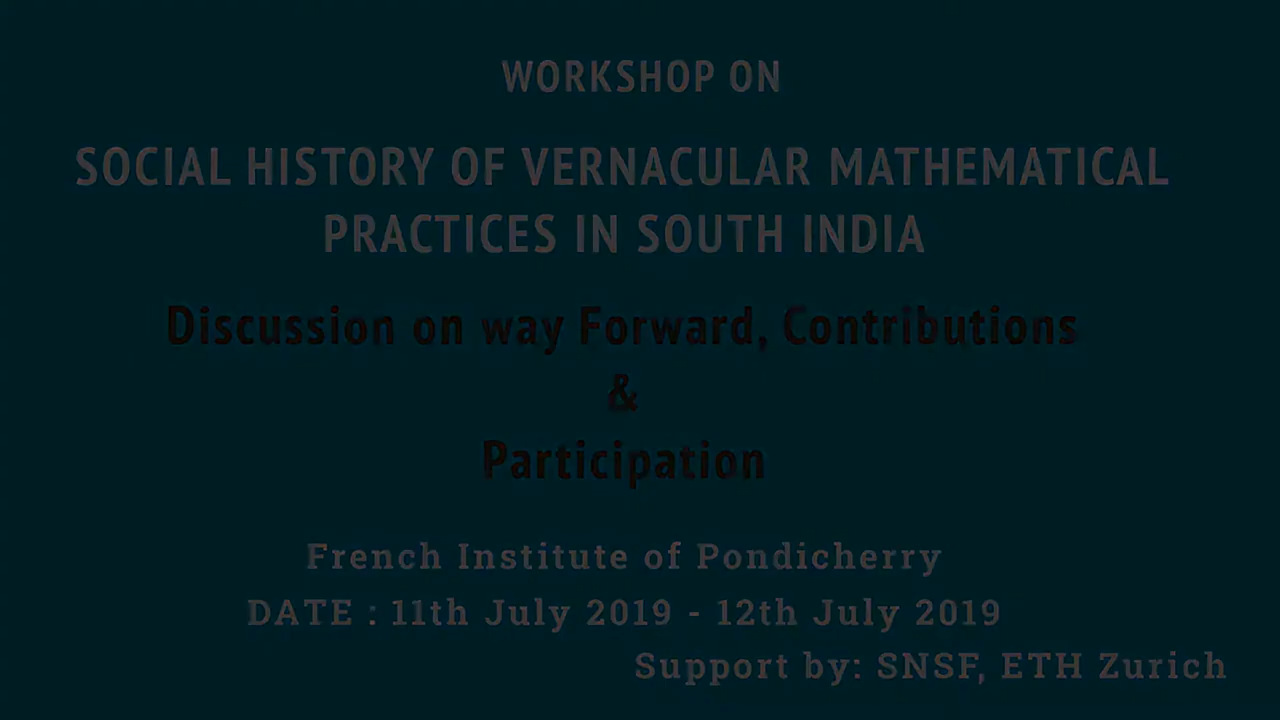 WORKSHOP ON
SOCIAL HISTORY OF VERNACULAR MATHEMATICAL
PRACTICES IN SOUTH INDIA
Discussion on way Forward, Contributions
&
Participation
French Institute of Pondicherry
DATE : 11th July 2019 - 12th July 2019
Support by: SNSF, ETH Zurich